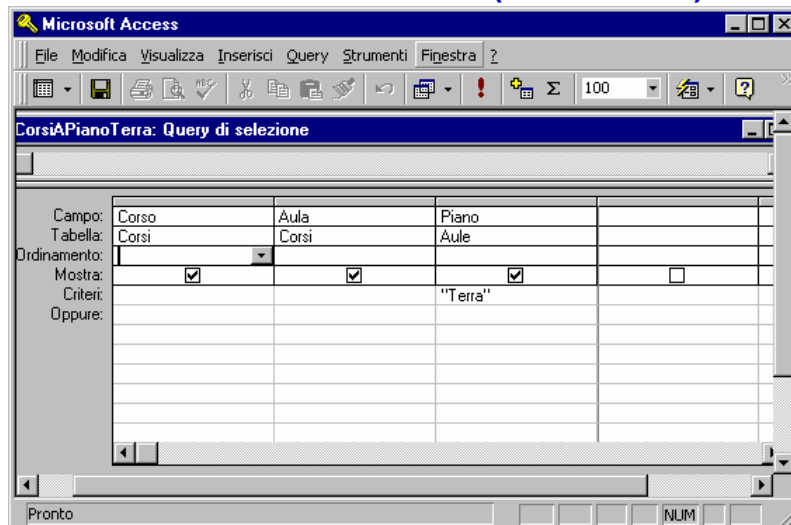 Microsoft Access
File Modifica Visualizza Inserisci Query Strumenti Finestra ?
ABC Σ 100
CorsiAPianoTerra: Query di selezione
Campo: Corso Aula Piano
Tabella: Corsi Corsi Aule
Ordinamento:
Mostra:
Criteri: "Terra"
Oppure:
Pronto NUM